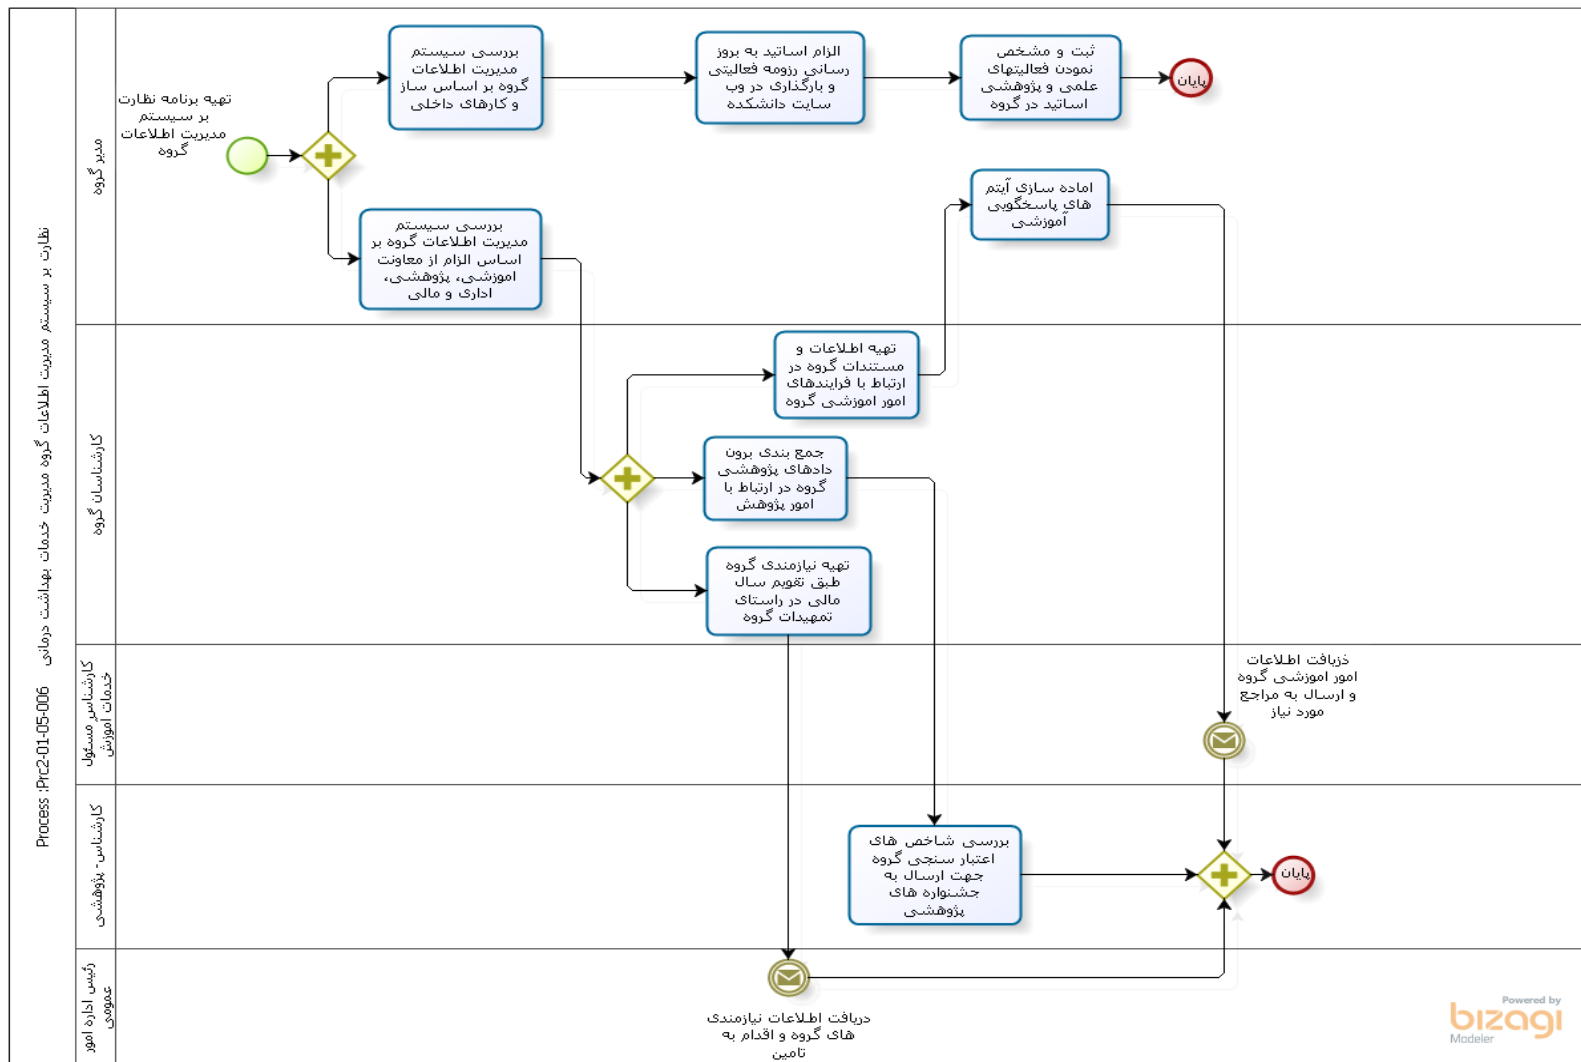 نظارت بر سیستم مدیریت اطلاعات گروه مدیریت خدمات بهداشت درمانی
Process :Prc2-01-05-006
مدیر گروه
تهیه برنامه نظارت
بر سیستم
مدیریت اطلاعات
گروه
بررسی سیستم
مدیریت اطلاعات
گروه بر اساس ساز
و کارهای داخلی
الزام اساتید به بروز
رسانی رزومه فعالیتی
و بارگذاری در وب
سایت دانشکده
ثبت و مشخص
نمودن فعالیتهای
علمی و پژوهشی
اساتید در گروه
پایان
بررسی سیستم
مدیریت اطلاعات گروه بر
اساس الزام از معاونت
اموزشی، پژوهشی،
اداری و مالی
اماده سازی آیتم
های پاسخگویی
آموزشی
کارشناسان گروه
تهیه اطلاعات و
مستندات گروه در
ارتباط با فرایندهای
امور اموزشی گروه
جمع بندی برون
دادهای پژوهشی
گروه در ارتباط با
امور پژوهش
تهیه نیازمندی گروه
طبق تقویم سال
مالی در راستای
تمهیدات گروه
کارشناس مسئول
خدمات آموزش
ذزیافت اطلاعات
امور اموزشی گروه
و ارسال به مراجع
مورد نیاز
کارشناس - پژوهشی
بررسی شاخص های
اعتبار سنجی گروه
جهت ارسال به
جشنواره های
پژوهشی
پایان
رئیس اداره امور
عمومی
دریافت اطلاعات نیازمندی
های گروه و اقدام به
تامین
Powered by
bizagi
Modeler